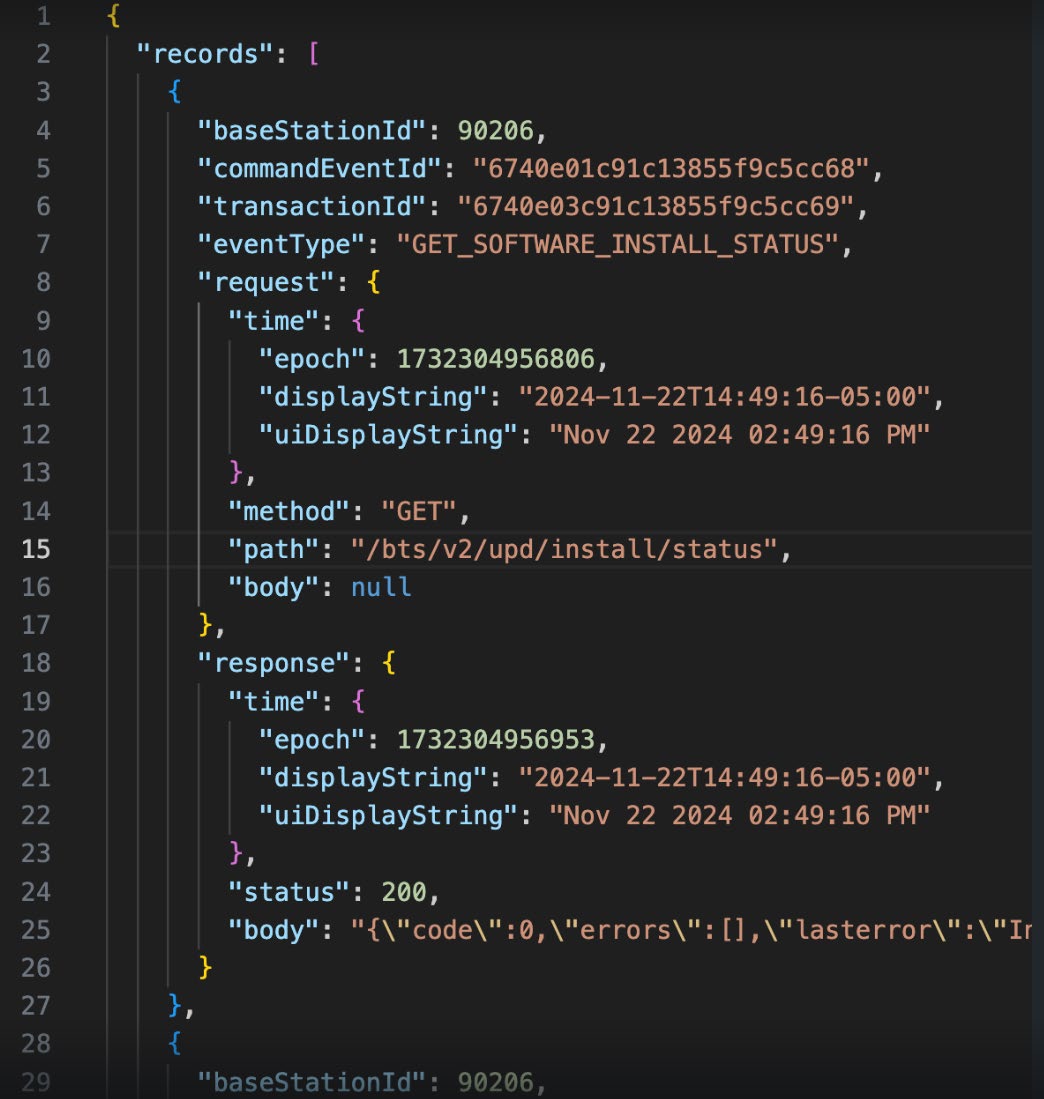 1 {
2 "records": [
3 {
4 "baseStationId": 90206,
5 "commandEventId": "6740e01c91c13855f9c5cc68",
6 "transactionId": "6740e03c91c13855f9c5cc69",
7 "eventType": "GET_SOFTWARE_INSTALL_STATUS",
8 "request": {
9 "time": {
10 "epoch": 1732304956806,
11 "displayString": "2024-11-22T14:49:16-05:00",
12 "uiDisplayString": "Nov 22 2024 02:49:16 PM"
13 },
14 "method": "GET",
15 "path": "/bts/v2/upd/install/status",
16 "body": null
17 },
18 "response": {
19 "time": {
20 "epoch": 1732304956953,
21 "displayString": "2024-11-22T14:49:16-05:00",
22 "uiDisplayString": "Nov 22 2024 02:49:16 PM"
23 },
24 "status": 200,
25 "body": "{\"code\":0,\"errors\":[],\"lasterror\":\"
26 }
27 },
28 {
29 "baseStationId": 90206,